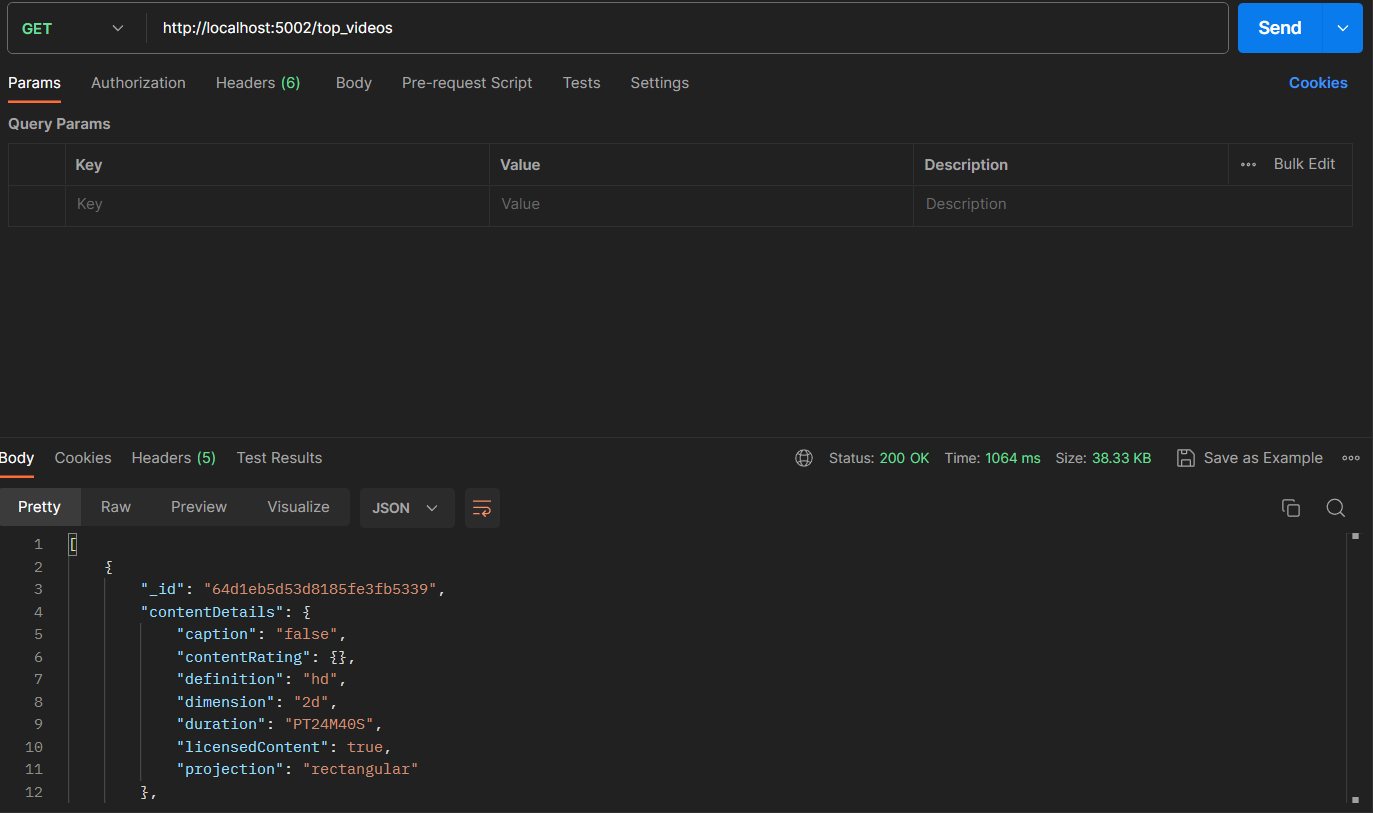 GET http://localhost:5002/top_videos Send
Params Authorization Headers (6) Body Pre-request Script Tests Settings Cookies
Query Params
Key Value Description ••• Bulk Edit
Key Value Description
Body Cookies Headers (5) Test Results Status: 200 OK Time: 1064 ms Size: 38.33 KB Save as Example
Pretty Raw Preview Visualize JSON
1 [
2 {
3 "_id": "64d1eb5d53d8185fe3fb5339",
4 "contentDetails": {
5 "caption": "false",
6 "contentRating": {},
7 "definition": "hd",
8 "dimension": "2d",
9 "duration": "PT24M40S",
10 "licensedContent": true,
11 "projection": "rectangular"
12 },